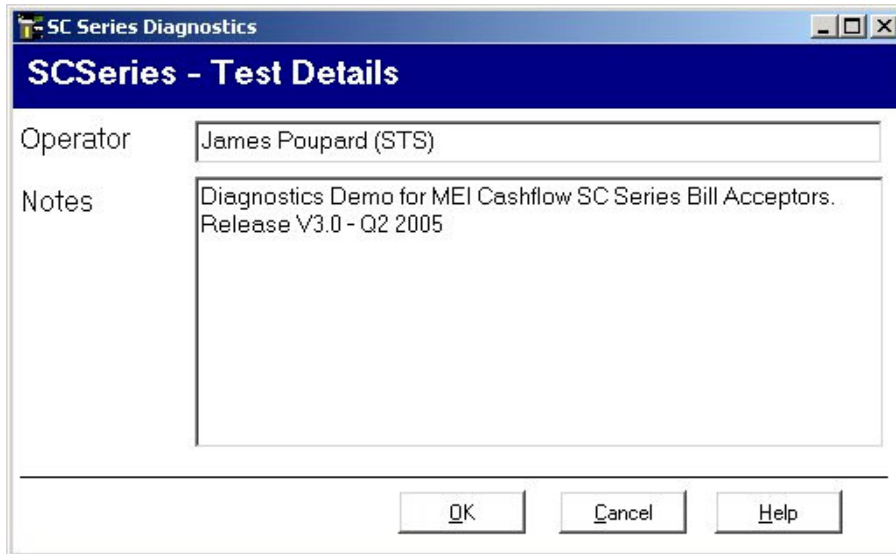 SC Series Diagnostics
SCSeries - Test Details
Operator
James Poupard (STS)
Notes
Diagnostics Demo for MEI Cashflow SC Series Bill Acceptors.
Release V3.0 - Q2 2005
OK
Cancel
Help